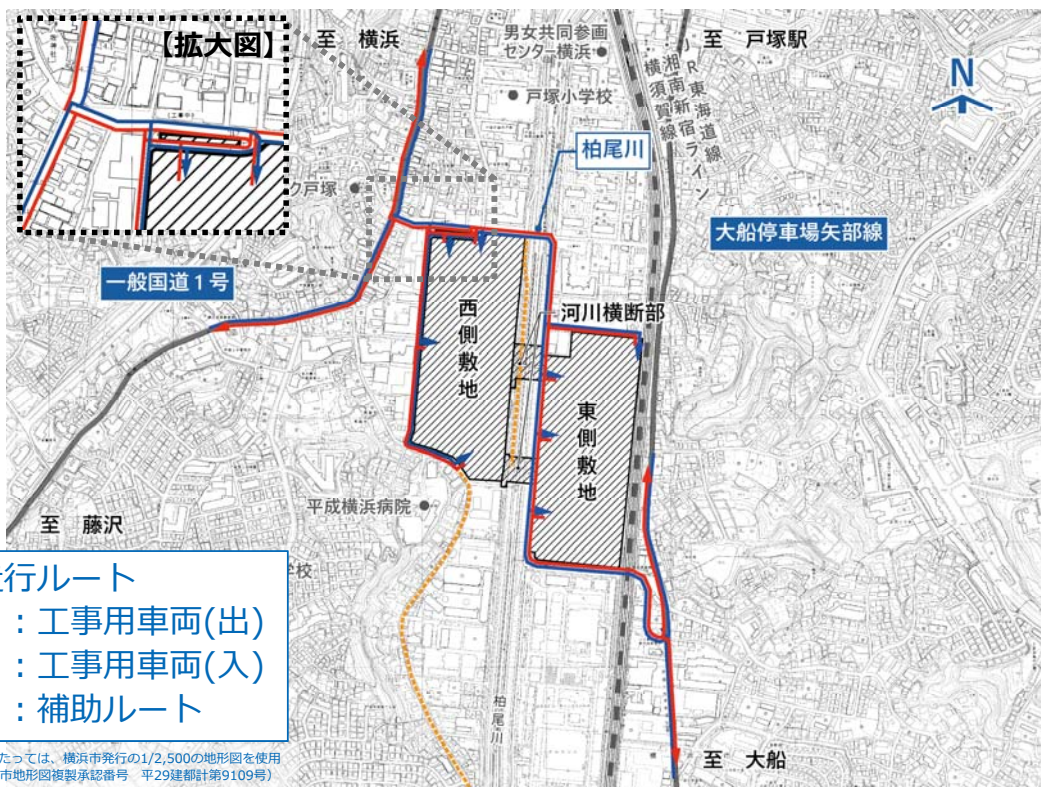 【拡大図】
至 横浜
男女共同参画
センター横浜
至 戸塚駅
JR東海道線
湘南新宿ライン
横須賀線
N
戸塚小学校
柏尾川
ク戸塚
大船停車場矢部線
一般国道1号
河川横断部
西側敷地
東側敷地
平成横浜病院
至 藤沢
学校
行ルート
：工事用車両(出)
：工事用車両(入)
：補助ルート
柏尾川
たっては、横浜市発行の1/2,500の地形図を使用
市地形図複製承認番号 平29建都計第9109号）
至 大船